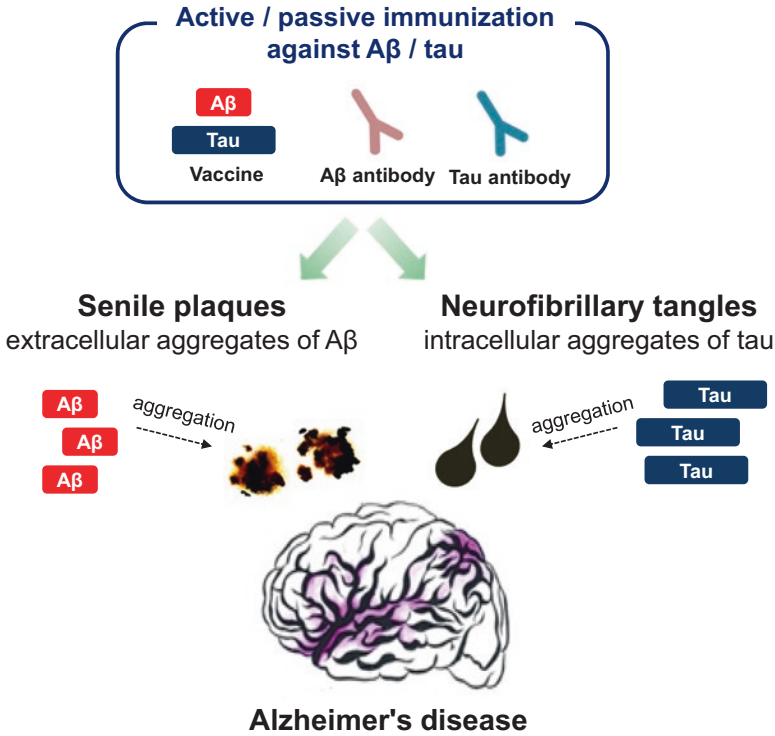 Active / passive immunization
against Aβ / tau
Aβ
Tau
Vaccine
Aβ antibody
Tau antibody
Senile plaques
extracellular aggregates of Aβ
Neurofibrillary tangles
intracellular aggregates of tau
Aβ
Aβ
Aβ
aggregation
aggregation
Tau
Tau
Tau
Alzheimer's disease